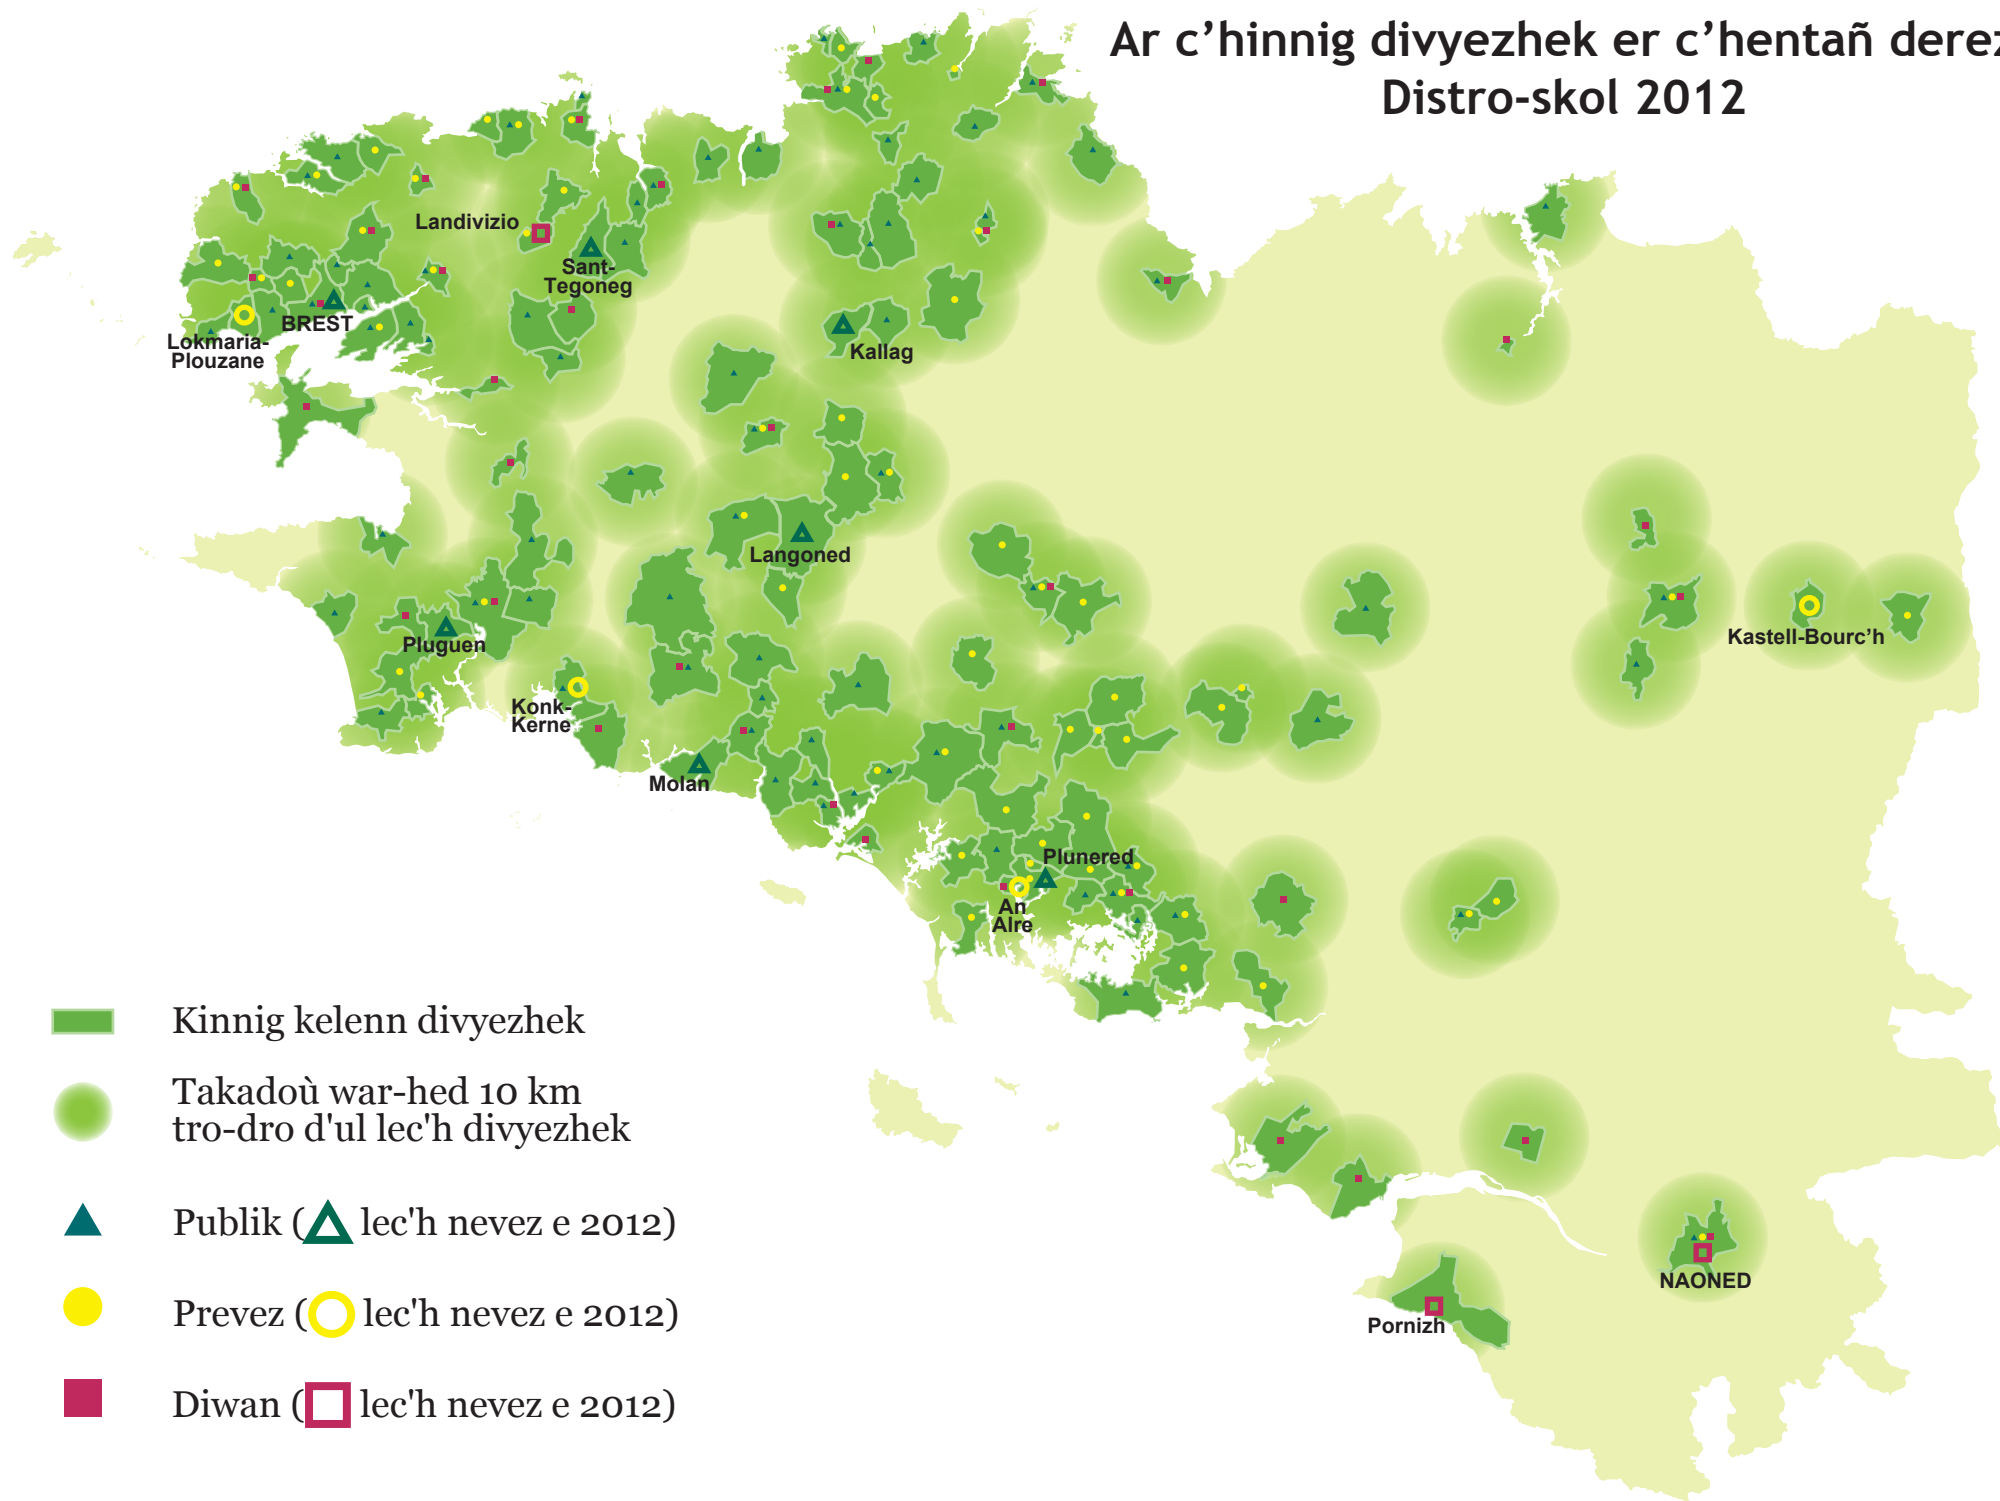 Ar c’hinnig divyezhek er c’hentañ derez
Distro-skol 2012
Landivizio
Sant-
Tegoneg
BREST
Lokmaria-
Plouzane
Kallag
Langoned
Pluguen
Konk-
Kerne
Molan
Kastell-Bourc’h
Plunered
An
Alre
NAONED
Pornizh
Kinnig kelenn divyezhek
Takadoù war-hed 10 km
tro-dro d'ul lec'h divyezhek
Publik ( lec'h nevez e 2012)
Prevez ( lec'h nevez e 2012)
Diwan ( lec'h nevez e 2012)